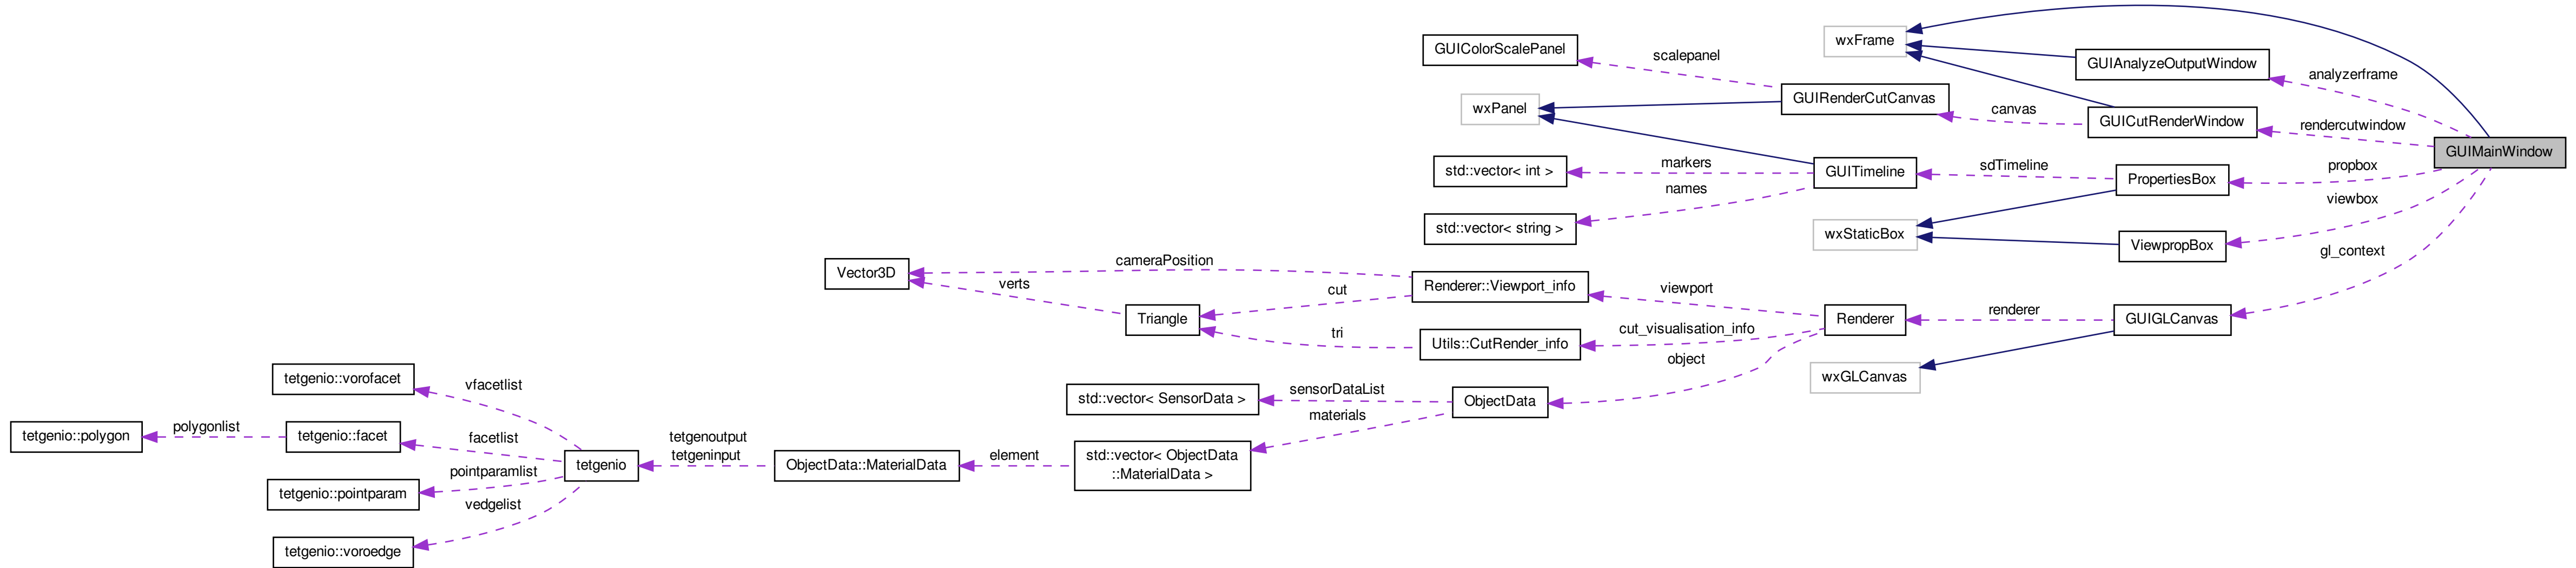 GUIColorScalePanel
scalepanel
wxFrame
GUIAnalyzeOutputWindow
analyzerframe
wxPanel
GUIRenderCutCanvas
canvas
GUICutRenderWindow
rendercutwindow
GUIMainWindow
std::vector< int >
markers
names
GUITimeline
sdTimeline
PropertiesBox
propbox
viewbox
std::vector< string >
wxStaticBox
ViewpropBox
gl_context
Vector3D
cameraPosition
verts
Triangle
cut
tri
Renderer::Viewport_info
viewport
Utils::CutRender_info
cut_visualisation_info
object
Renderer
renderer
GUIGLCanvas
wxGLCanvas
tetgenio::vorofacet
vfacetlist
std::vector< SensorData >
sensorDataList
materials
ObjectData
tetgenio::polygon
polygonlist
tetgenio::facet
facetlist
pointparamlist
tetgenio
tetgenoutput
tetgeninput
ObjectData::MaterialData
element
std::vector< ObjectData
::MaterialData >
tetgenio::pointparam
vedgelist
tetgenio::voroedge